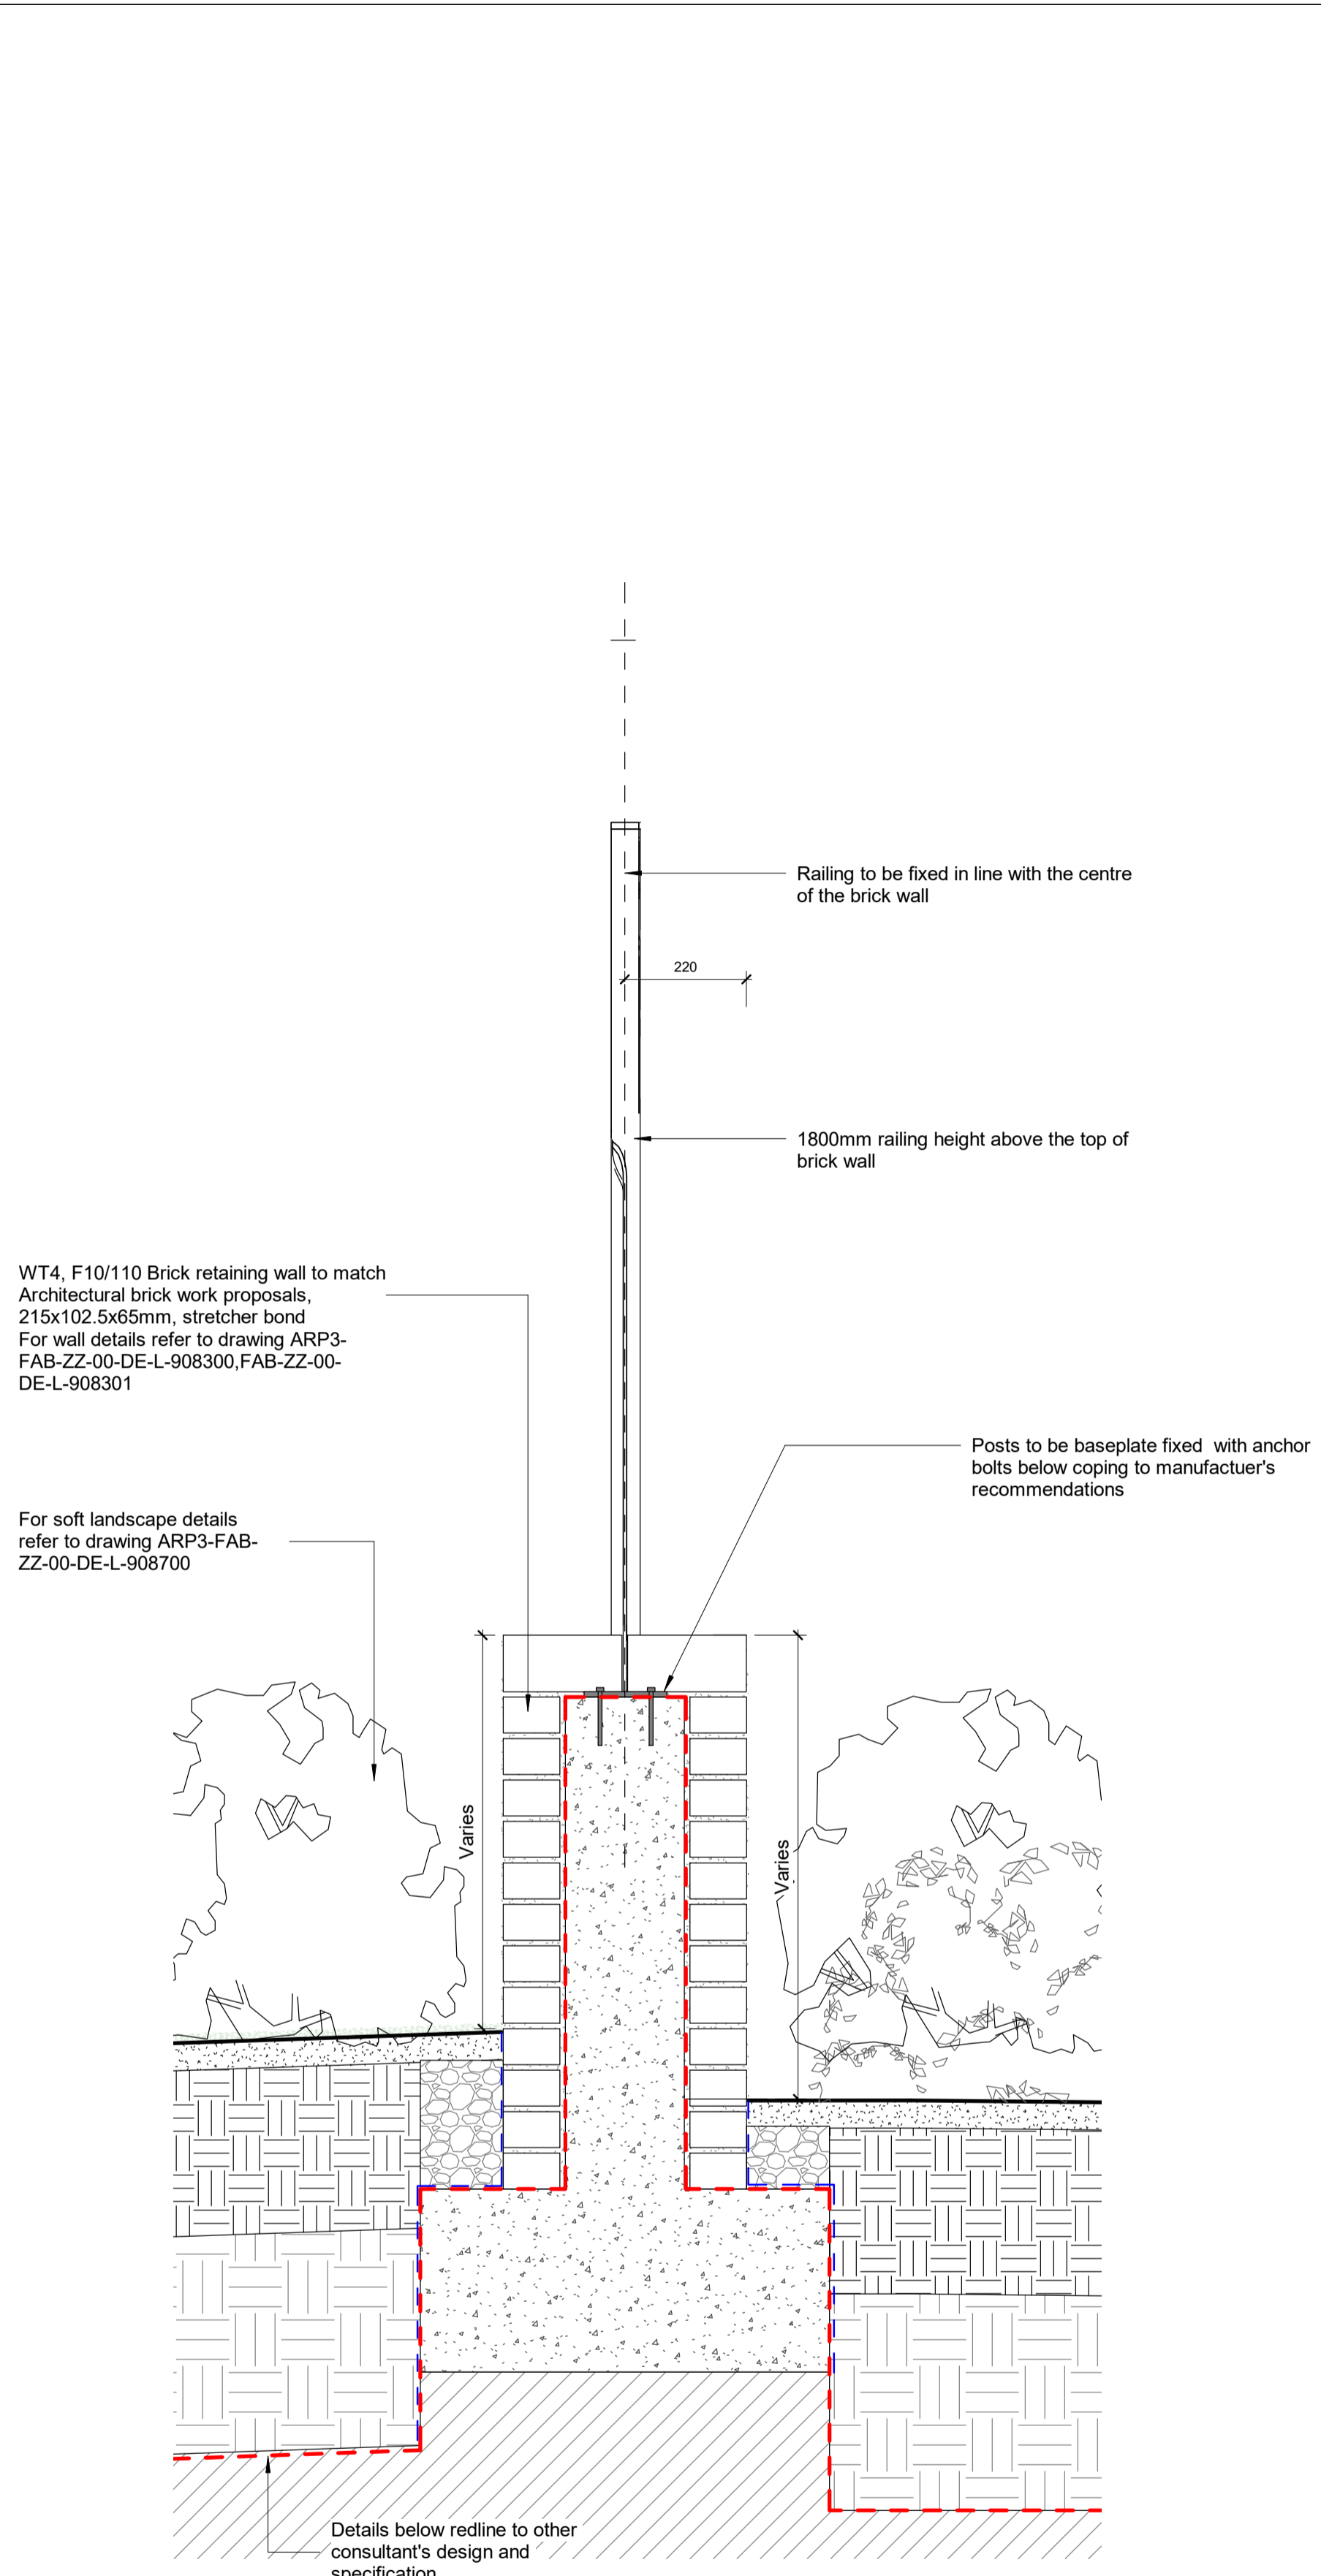 Railing to be fixed in line with the centre
of the brick wall
220
1800mm railing height above the top of
brick wall
WT4, F10/110 Brick retaining wall to match
Architectural brick work proposals,
215x102.5x65mm, stretcher bond
For wall details refer to drawing ARP3-
FAB-ZZ-00-DE-L-908300,FAB-ZZ-00-
DE-L-908301
Posts to be baseplate fixed with anchor
bolts below coping to manufactuer's
recommendations
For soft landscape details
refer to drawing ARP3-FAB-
ZZ-00-DE-L-908700
Varies
Varies
Details below redline to other
consultant's design and
specification